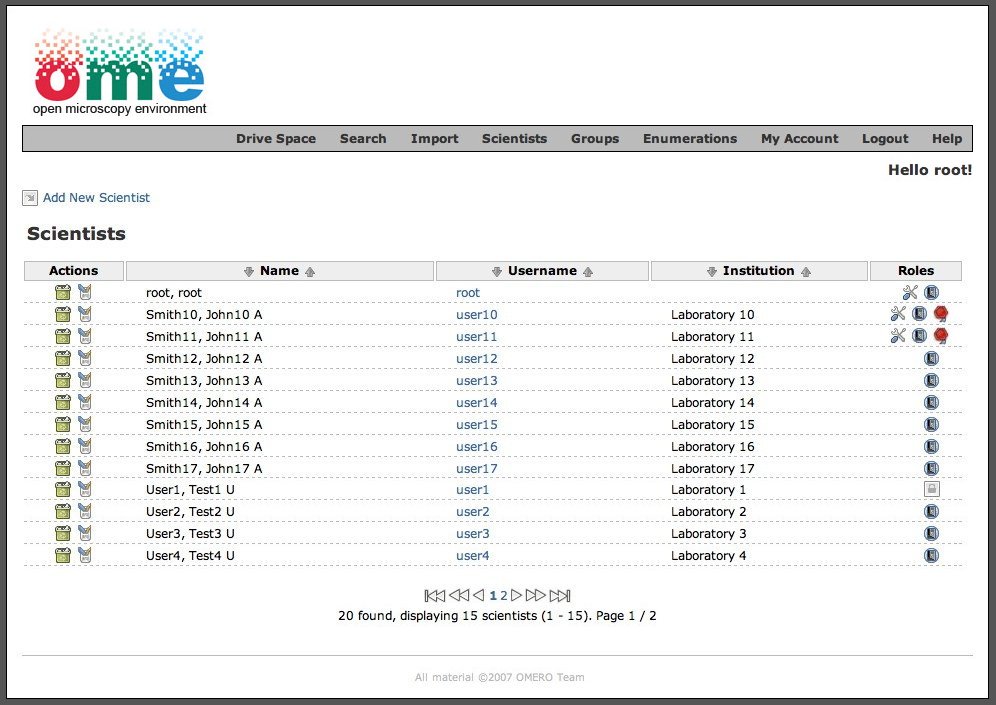 ome
open microscopy environment
Drive Space Search Import Scientists Groups Enumerations My Account Logout Help
Hello root!
Add New Scientist
Scientists
Actions Name Username Institution Roles
root, root root
Smith10, John10 A user10 Laboratory 10
Smith11, John11 A user11 Laboratory 11
Smith12, John12 A user12 Laboratory 12
Smith13, John13 A user13 Laboratory 13
Smith14, John14 A user14 Laboratory 14
Smith15, John15 A user15 Laboratory 15
Smith16, John16 A user16 Laboratory 16
Smith17, John17 A user17 Laboratory 17
User1, Test1 U user1 Laboratory 1
User2, Test2 U user2 Laboratory 2
User3, Test3 U user3 Laboratory 3
User4, Test4 U user4 Laboratory 4
1 2
20 found, displaying 15 scientists (1 - 15). Page 1 / 2
All material ©2007 OMERO Team